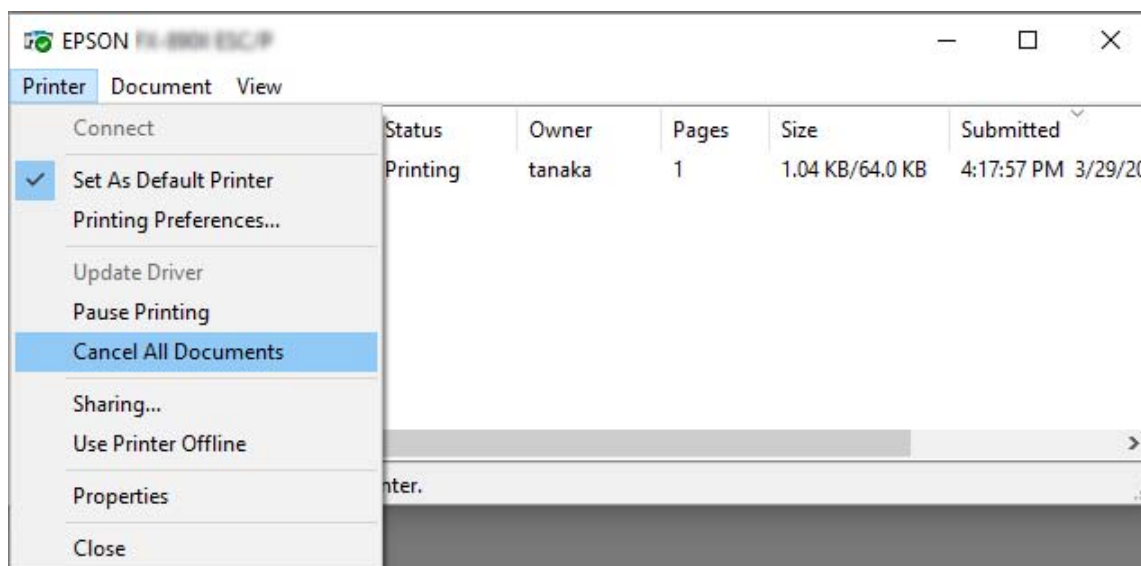 EPSON
Printer Document View
Connect
Set As Default Printer
Printing Preferences...
Update Driver
Pause Printing
Cancel All Documents
Sharing...
Use Printer Offline
Properties
Close
Status Owner Pages Size Submitted
Printing tanaka 1 1.04 KB/64.0 KB 4:17:57 PM 3/29/20
nter.